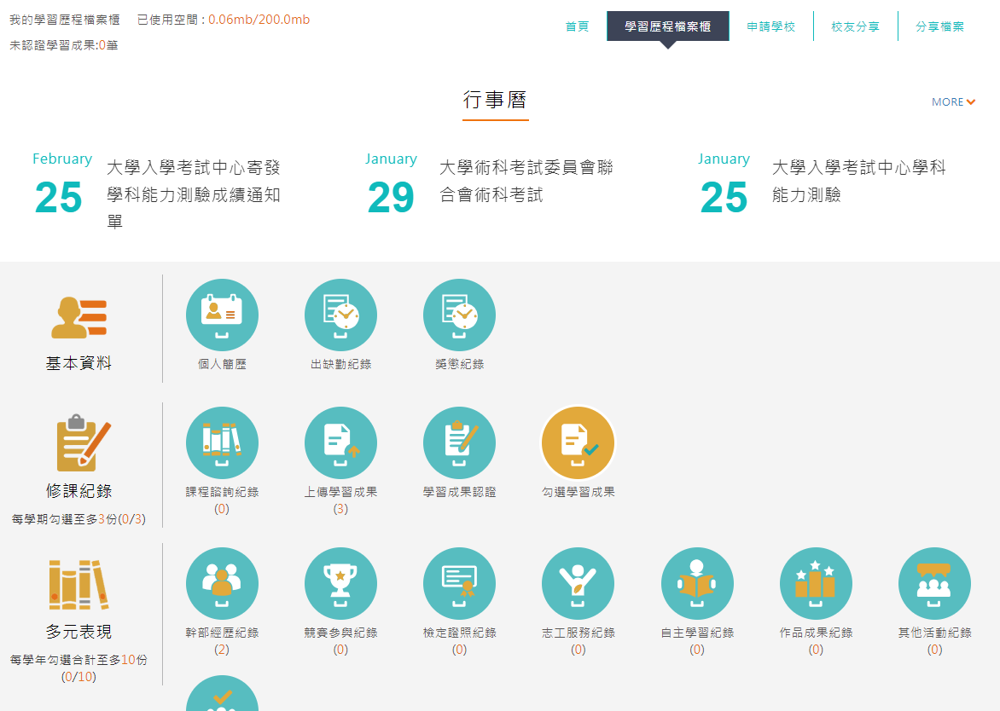 我的學習歷程檔案櫃 已使用空間 : 0.06mb/200.0mb
未認證學習成果:0筆
首頁 學習歷程檔案櫃 申請學校 校友分享 分享檔案
行事曆
MORE
February
25
大學入學考試中心寄發
學科能力測驗成績通知
單
January
29
大學術科考試委員會聯
合會術科考試
January
25
大學入學考試中心學科
能力測驗
基本資料
個人簡歷
出缺勤紀錄
獎懲紀錄
修課紀錄
每學期勾選至多3份(0/3)
課程諮詢紀錄
(0)
上傳學習成果
(3)
學習成果認證
勾選學習成果
多元表現
每學年勾選合計至多10份
(0/10)
幹部經歷紀錄
(2)
競賽參與紀錄
(0)
檢定證照紀錄
(0)
志工服務紀錄
(0)
自主學習紀錄
(0)
作品成果紀錄
(0)
其他活動紀錄
(0)